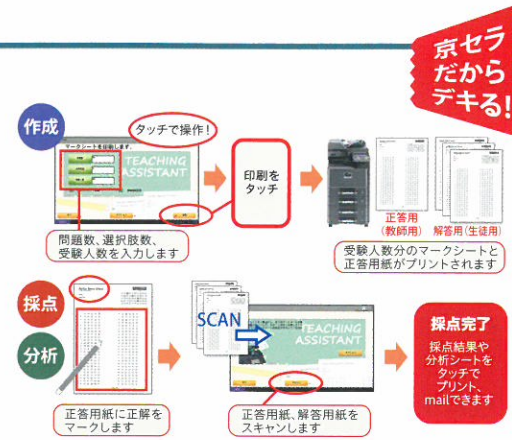 京セラ
だから
デキる!
作成
タッチで操作!
マークシートを印刷します。
TEACHING
ASSISTANT
印刷を
タッチ
正答用
(教師用)
解答用(生徒用)
問題数、選択肢数、
受験人数を入力します
受験人数分のマークシートと
正答用紙がプリントされます
採点
分析
SCAN
TEACHING
ASSISTANT
採点完了
採点結果や
分析シートを
タッチで
プリント、
mailできます
正答用紙に正解を
マークします
正答用紙、解答用紙を
スキャンします